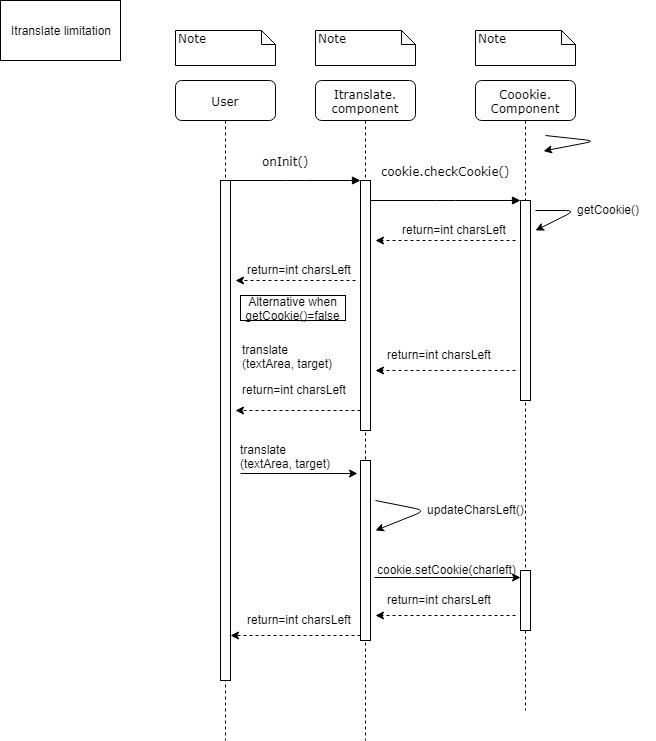 Itranslate limitation
Note
Note
Note
User
Itranslate.
component
Coookie.
Component
onInit()
cookie.checkCookie()
getCookie()
return=int charsLeft
return=int charsLeft
Alternative when
getCookie()=false
translate
(textArea, target)
return=int charsLeft
return=int charsLeft
translate
(textArea, target)
updateCharsLeft()
cookie.setCookie(charleft)
return=int charsLeft
return=int charsLeft